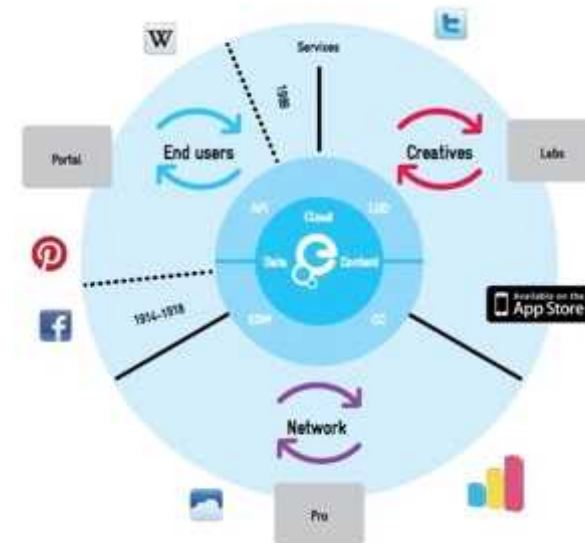 W
Services
Portal
End users
Creatives
Labs
API
LOD
Cloud
Data
Content
EDM
CC
1914-1918
Available on the
App Store
Network
Pro